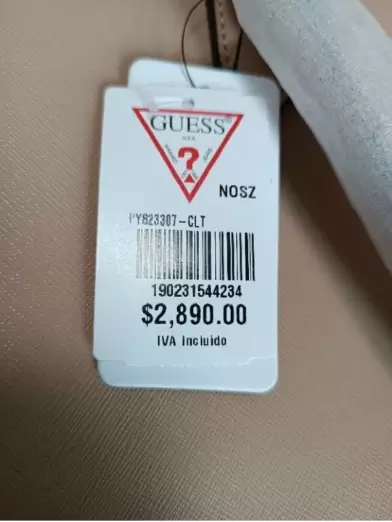 GUESS®
U.S.A.
?
NOSZ
PY823307-CLT
190231544234
$2,890.00
IVA Incluido